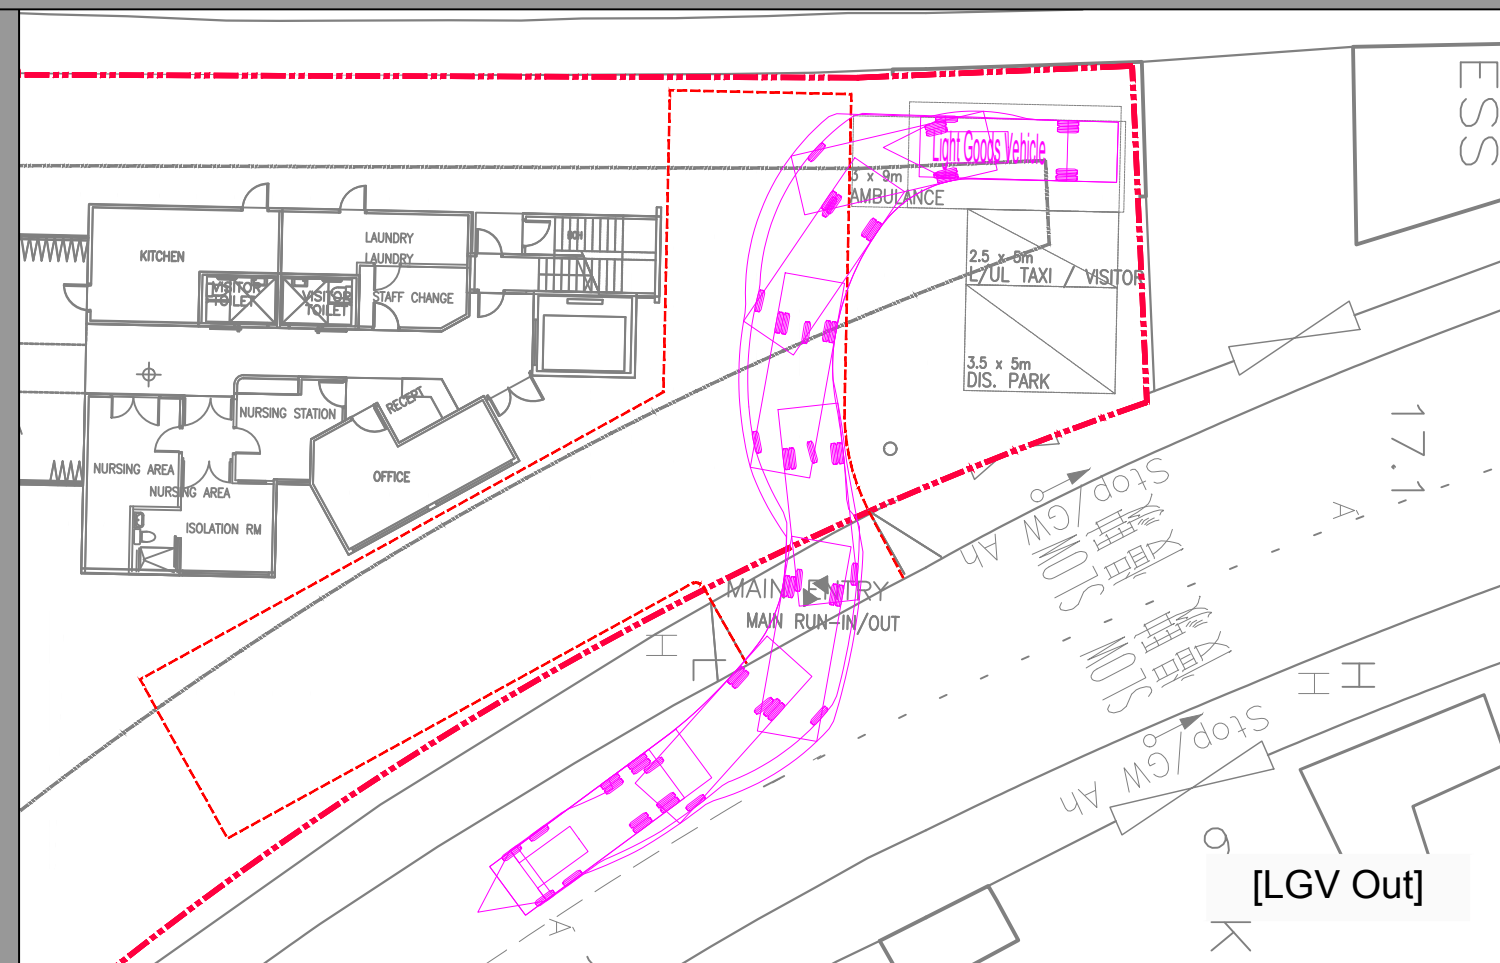 ESS
Light Goods Vehicle
3 x 9m
AMBULANCE
KITCHEN
LAUNDRY
LAUNDRY
2.5 x 5m
L/UL TAXI / VISITOR
VISITOR
TOILET
VISITOR
TOILET
STAFF CHANGE
3.5 x 5m
DIS. PARK
RECEPT
NURSING STATION
17.1
NURSING AREA
OFFICE
NURSING AREA
ISOLATION RM
Stop/GW Ah
SLOW
MAIN ENTRY
MAIN RUN-IN/OUT
H
SLOW
H
H
Stop/GW Ah
[LGV Out]
K